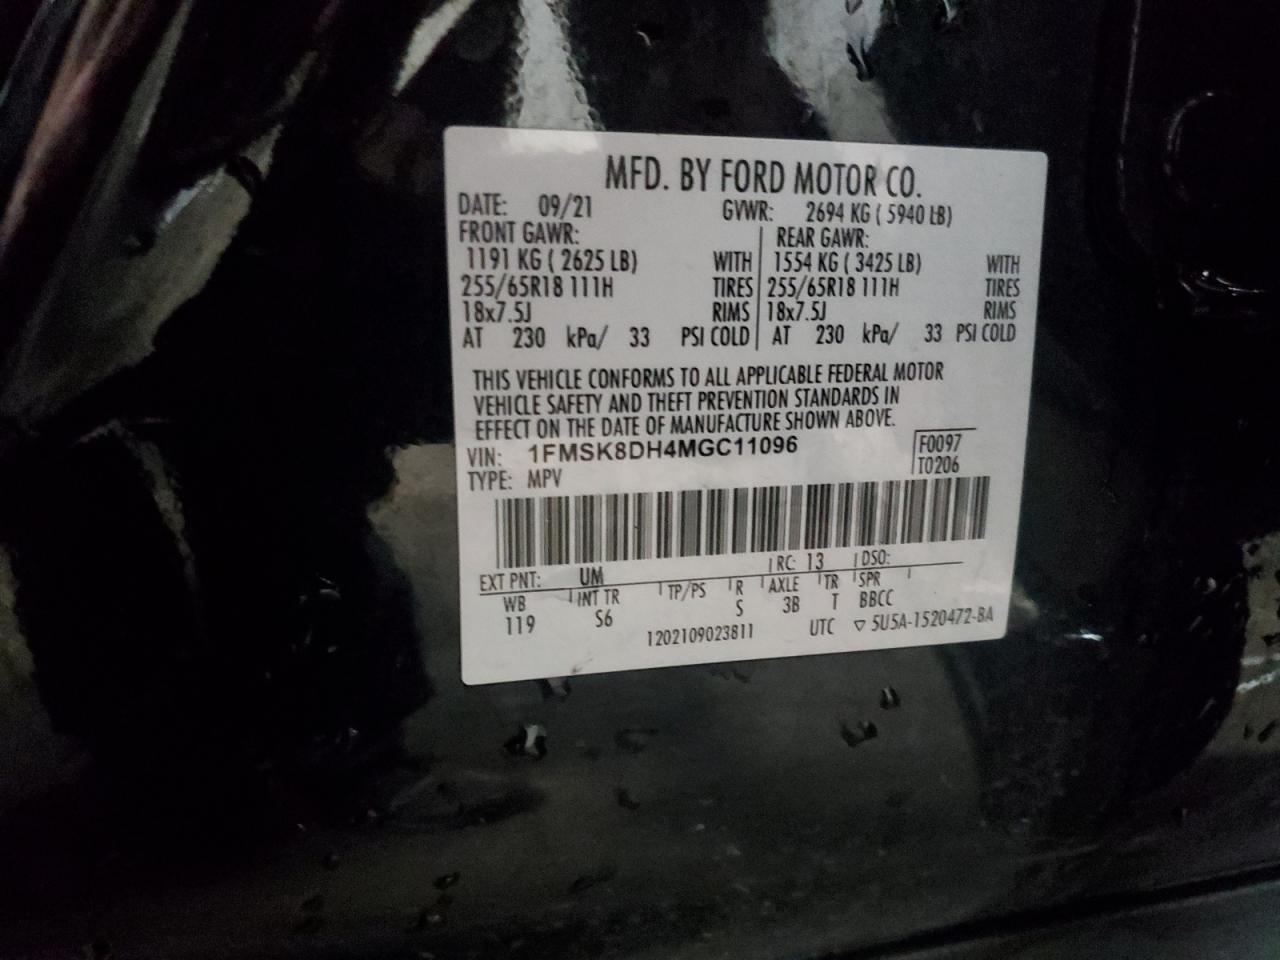 MFD. BY FORD MOTOR CO.
DATE: 09/21 GVWR: 2694 KG ( 5940 LB)
FRONT GAWR: REAR GAWR:
1191 KG ( 2625 LB) WITH 1554 KG ( 3425 LB) WITH
255/65R18 111H TIRES 255/65R18 111H TIRES
18x7.5J RIMS 18x7.5J RIMS
AT 230 kPa/ 33 PSI COLD AT 230 kPa/ 33 PSI COLD
THIS VEHICLE CONFORMS TO ALL APPLICABLE FEDERAL MOTOR
VEHICLE SAFETY AND THEFT PREVENTION STANDARDS IN
EFFECT ON THE DATE OF MANUFACTURE SHOWN ABOVE.
VIN: 1FMSK8DH4MGC11096 F0097
TYPE: MPV T0206
EXT PNT: UM RC: 13 DSO:
WB INT TR TP/PS R AXLE TR SPR
119 S6 S 3B T BBCC
1202109023811 UTC ▽ 5U5A-1520472-BA